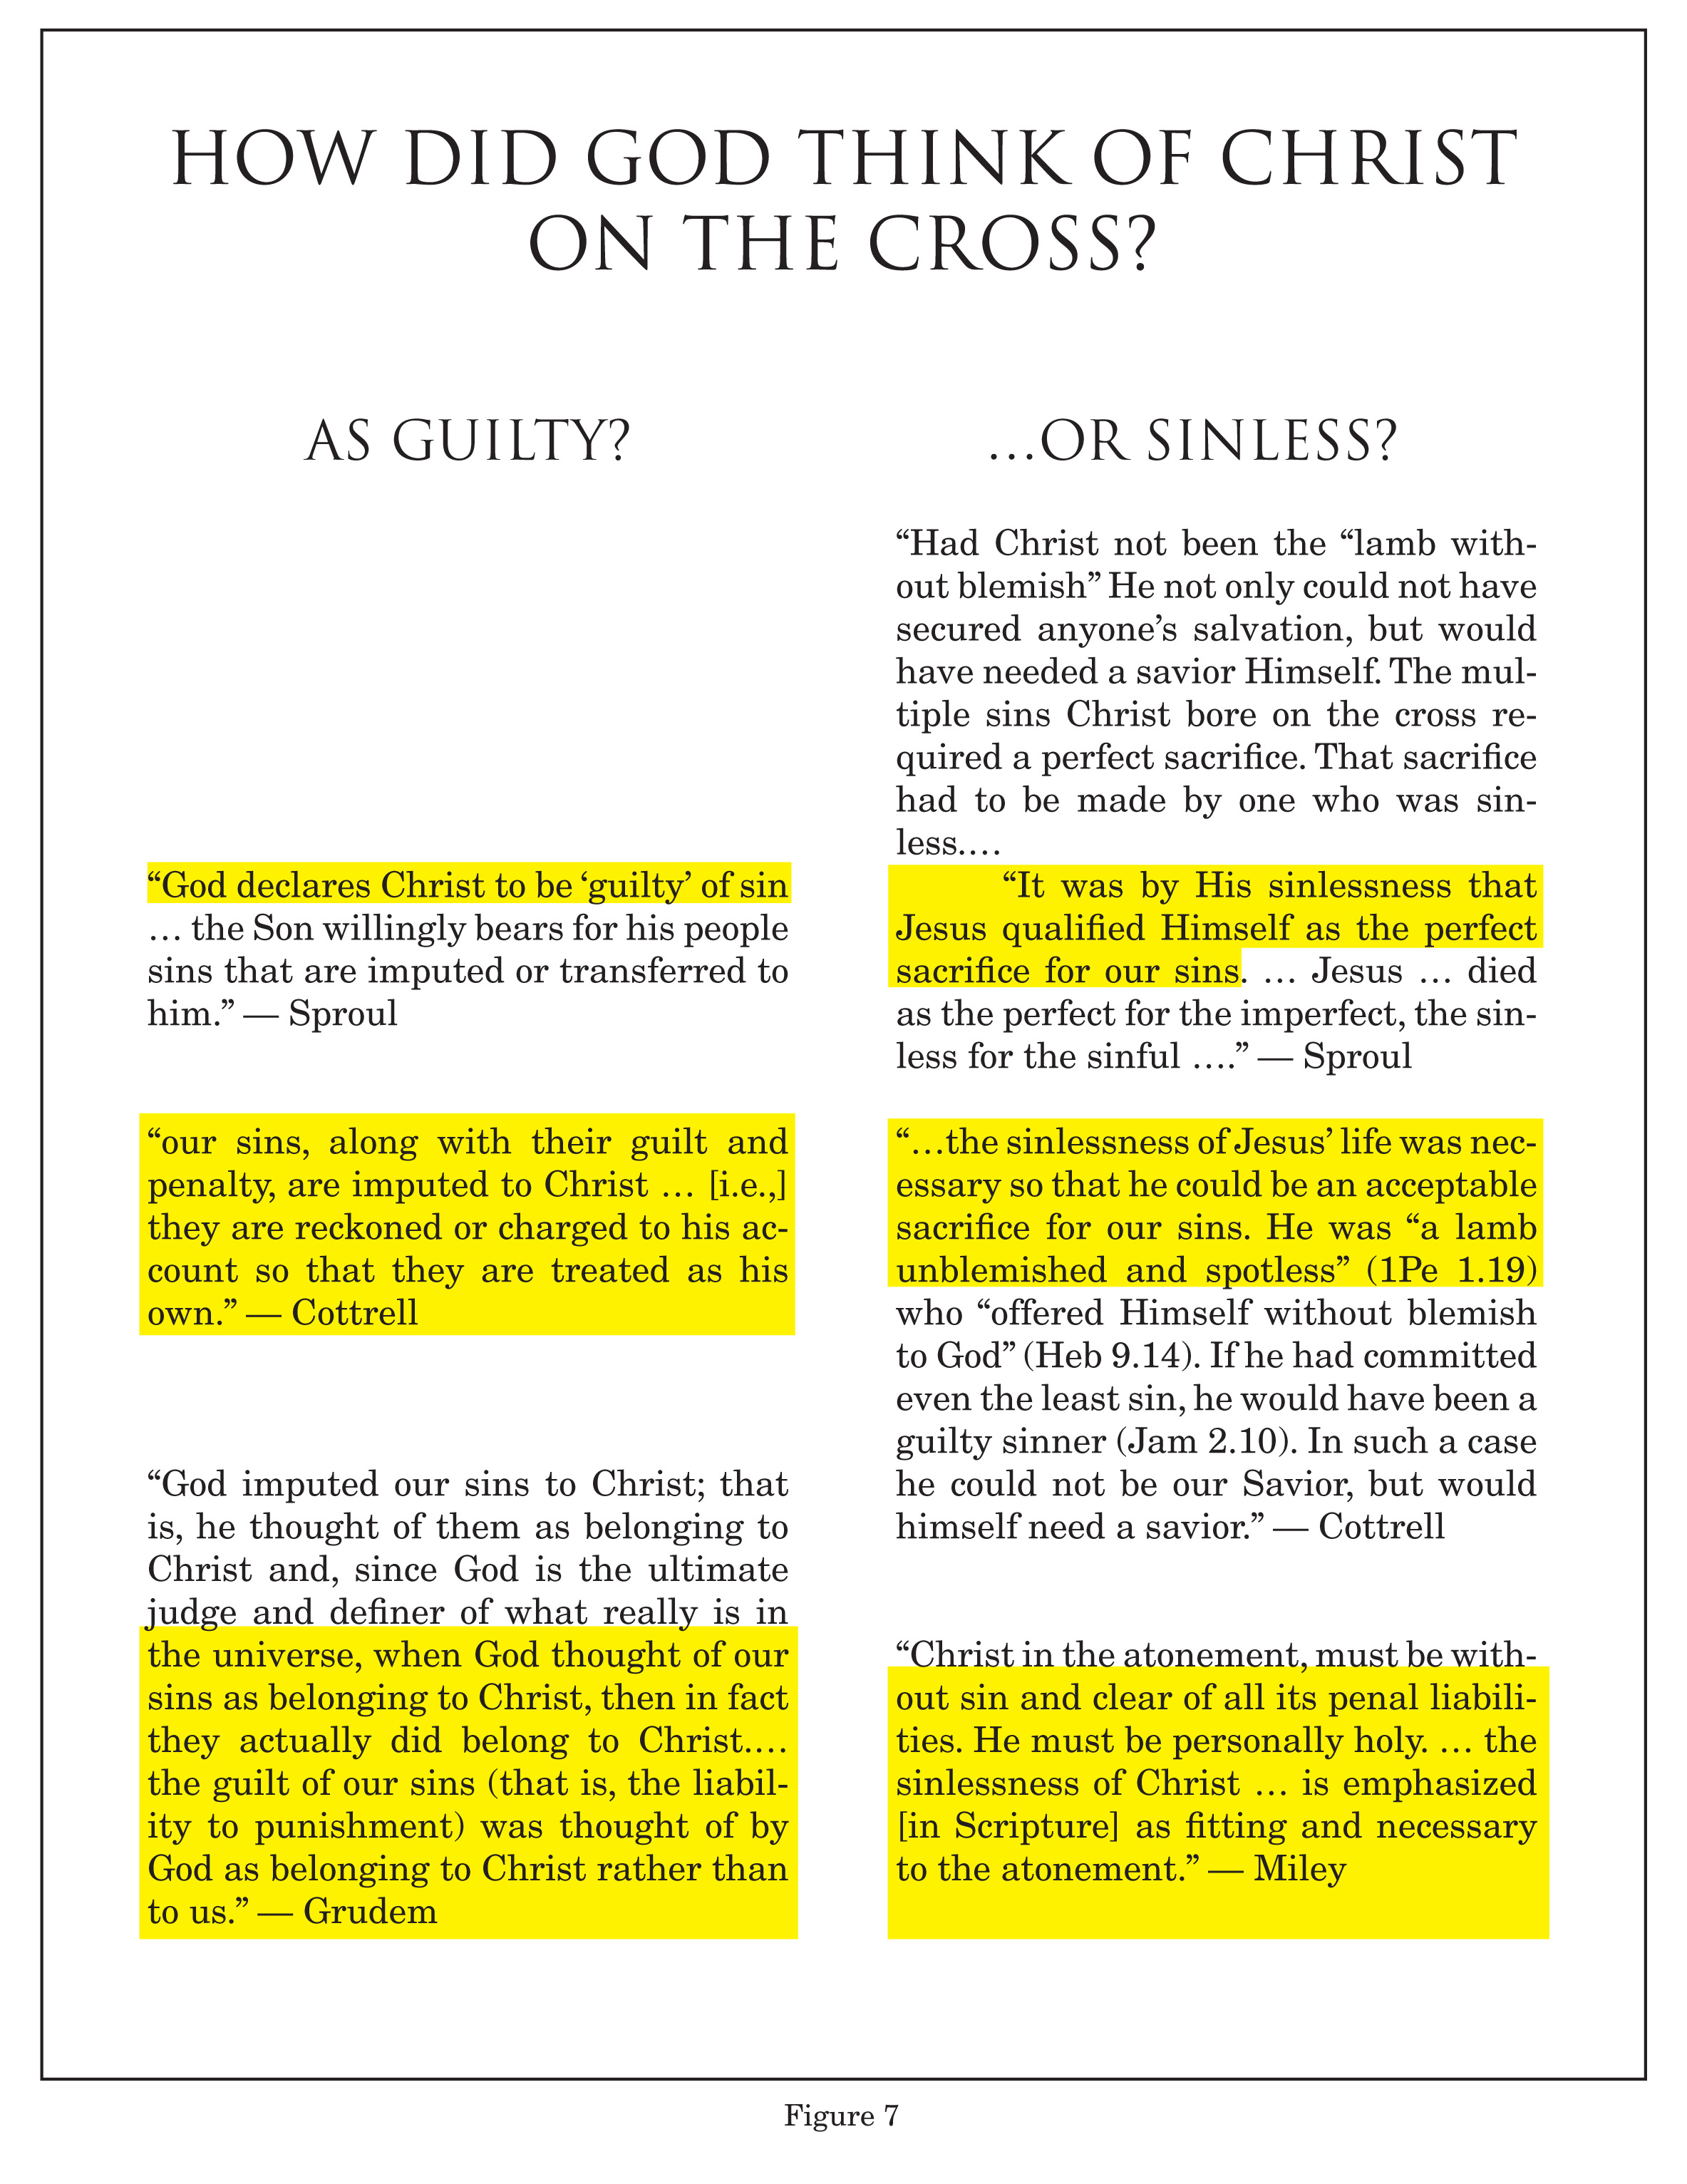 HOW DID GOD THINK OF CHRIST
ON THE CROSS?
AS GUILTY?
“God declares Christ to be ‘guilty’ of sin
… the Son willingly bears for his people
sins that are imputed or transferred to
him.” — Sproul
“our sins, along with their guilt and
penalty, are imputed to Christ … [i.e.,]
they are reckoned or charged to his ac-
count so that they are treated as his
own.” — Cottrell
“God imputed our sins to Christ; that
is, he thought of them as belonging to
Christ and, since God is the ultimate
judge and definer of what really is in
the universe, when God thought of our
sins as belonging to Christ, then in fact
they actually did belong to Christ.…
the guilt of our sins (that is, the liabil-
ity to punishment) was thought of by
God as belonging to Christ rather than
to us.” — Grudem
…OR SINLESS?
“Had Christ not been the “lamb with-
out blemish” He not only could not have
secured anyone’s salvation, but would
have needed a savior Himself. The mul-
tiple sins Christ bore on the cross re-
quired a perfect sacrifice. That sacrifice
had to be made by one who was sin-
less.…
“It was by His sinlessness that
Jesus qualified Himself as the perfect
sacrifice for our sins. … Jesus … died
as the perfect for the imperfect, the sin-
less for the sinful ….” — Sproul
“…the sinlessness of Jesus’ life was nec-
essary so that he could be an acceptable
sacrifice for our sins. He was “a lamb
unblemished and spotless” (1Pe 1.19)
who “offered Himself without blemish
to God” (Heb 9.14). If he had committed
even the least sin, he would have been a
guilty sinner (Jam 2.10). In such a case
he could not be our Savior, but would
himself need a savior.” — Cottrell
“Christ in the atonement, must be with-
out sin and clear of all its penal liabili-
ties. He must be personally holy. … the
sinlessness of Christ … is emphasized
[in Scripture] as fitting and necessary
to the atonement.” — Miley
Figure 7